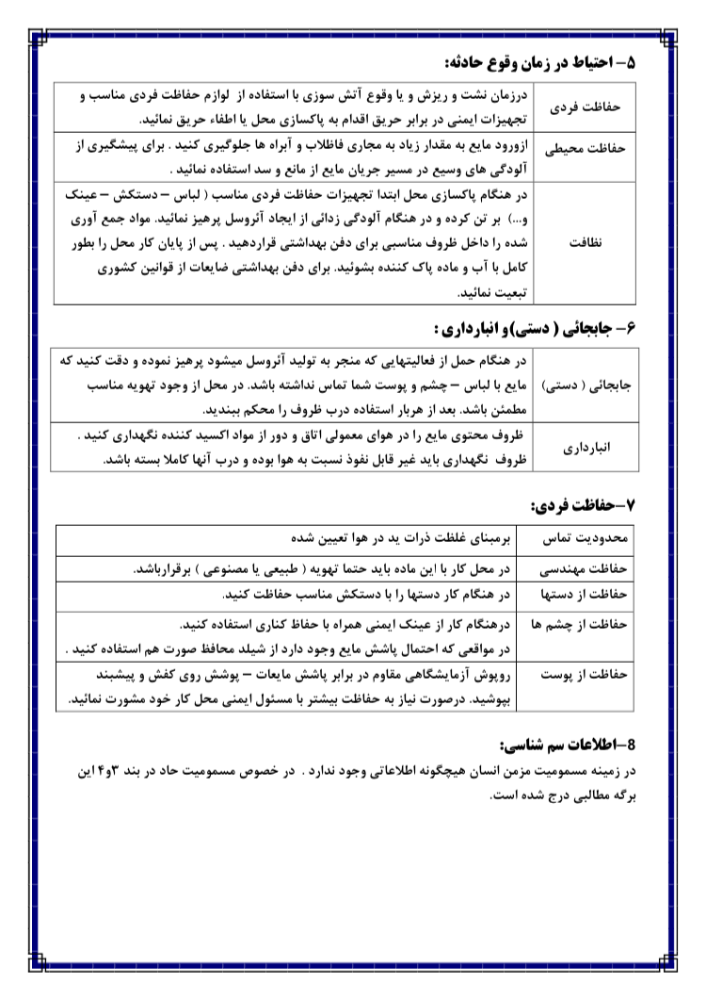 ۵- احتیاط در زمان وقوع حادثه:
حفاظت فردی
درزمان نشت و ریزش و یا وقوع آتش سوزی با استفاده از لوازم حفاظت فردی مناسب و
تجهیزات ایمنی در برابر حریق اقدام به پاکسازی محل یا اطفاء حریق نمائید.
حفاظت محیطی
ازورود مایع به مقدار زیاد به مجاری فاظلاب و آبراه ها جلوگیری کنید . برای پیشگیری از
آلودگی های وسیع در مسیر جریان مایع از مانع و سد استفاده نمائید .
نظافت
در هنگام پاکسازی محل ابتدا تجهیزات حفاظت فردی مناسب ( لباس – دستکش – عینک
و...) بر تن کرده و در هنگام آلودگی زدائی از ایجاد آئروسل پرهیز نمائید. مواد جمع آوری
شده را داخل ظروف مناسبی برای دفن بهداشتی قراردهید . پس از پایان کار محل را بطور
کامل با آب و ماده پاک کننده بشوئید. برای دفن بهداشتی ضایعات از قوانین کشوری
تبعیت نمائید.
۶- جابجائی ( دستی)و انبارداری :
جابجائی ( دستی)
در هنگام حمل از فعالیتهایی که منجر به تولید آئروسل میشود پرهیز نموده و دقت کنید که
مایع با لباس – چشم و پوست شما تماس نداشته باشد. در محل از وجود تهویه مناسب
مطمئن باشد. بعد از هربار استفاده درب ظروف را محکم ببندید.
انبارداری
ظروف محتوی مایع را در هوای معمولی اتاق و دور از مواد اکسید کننده نگهداری کنید .
ظروف نگهداری باید غیر قابل نفوذ نسبت به هوا بوده و درب آنها کاملا بسته باشد.
۷-حفاظت فردی:
محدودیت تماس
برمبنای غلظت ذرات ید در هوا تعیین شده
حفاظت مهندسی
در محل کار با این ماده باید حتما تهویه ( طبیعی یا مصنوعی ) برقرارباشد.
حفاظت از دستها
در هنگام کار دستها را با دستکش مناسب حفاظت کنید.
حفاظت از چشم ها
درهنگام کار از عینک ایمنی همراه با حفاظ کناری استفاده کنید.
در مواقعی که احتمال پاشش مایع وجود دارد از شیلد محافظ صورت هم استفاده کنید .
حفاظت از پوست
روپوش آزمایشگاهی مقاوم در برابر پاشش مایعات – پوشش روی کفش و پیشبند
بپوشید. درصورت نیاز به حفاظت بیشتر با مسئول ایمنی محل کار خود مشورت نمائید.
8-اطلاعات سم شناسی:
در زمینه مسمومیت مزمن انسان هیچگونه اطلاعاتی وجود ندارد . در خصوص مسمومیت حاد در بند ۳و۴ این
برگه مطالبی درج شده است.